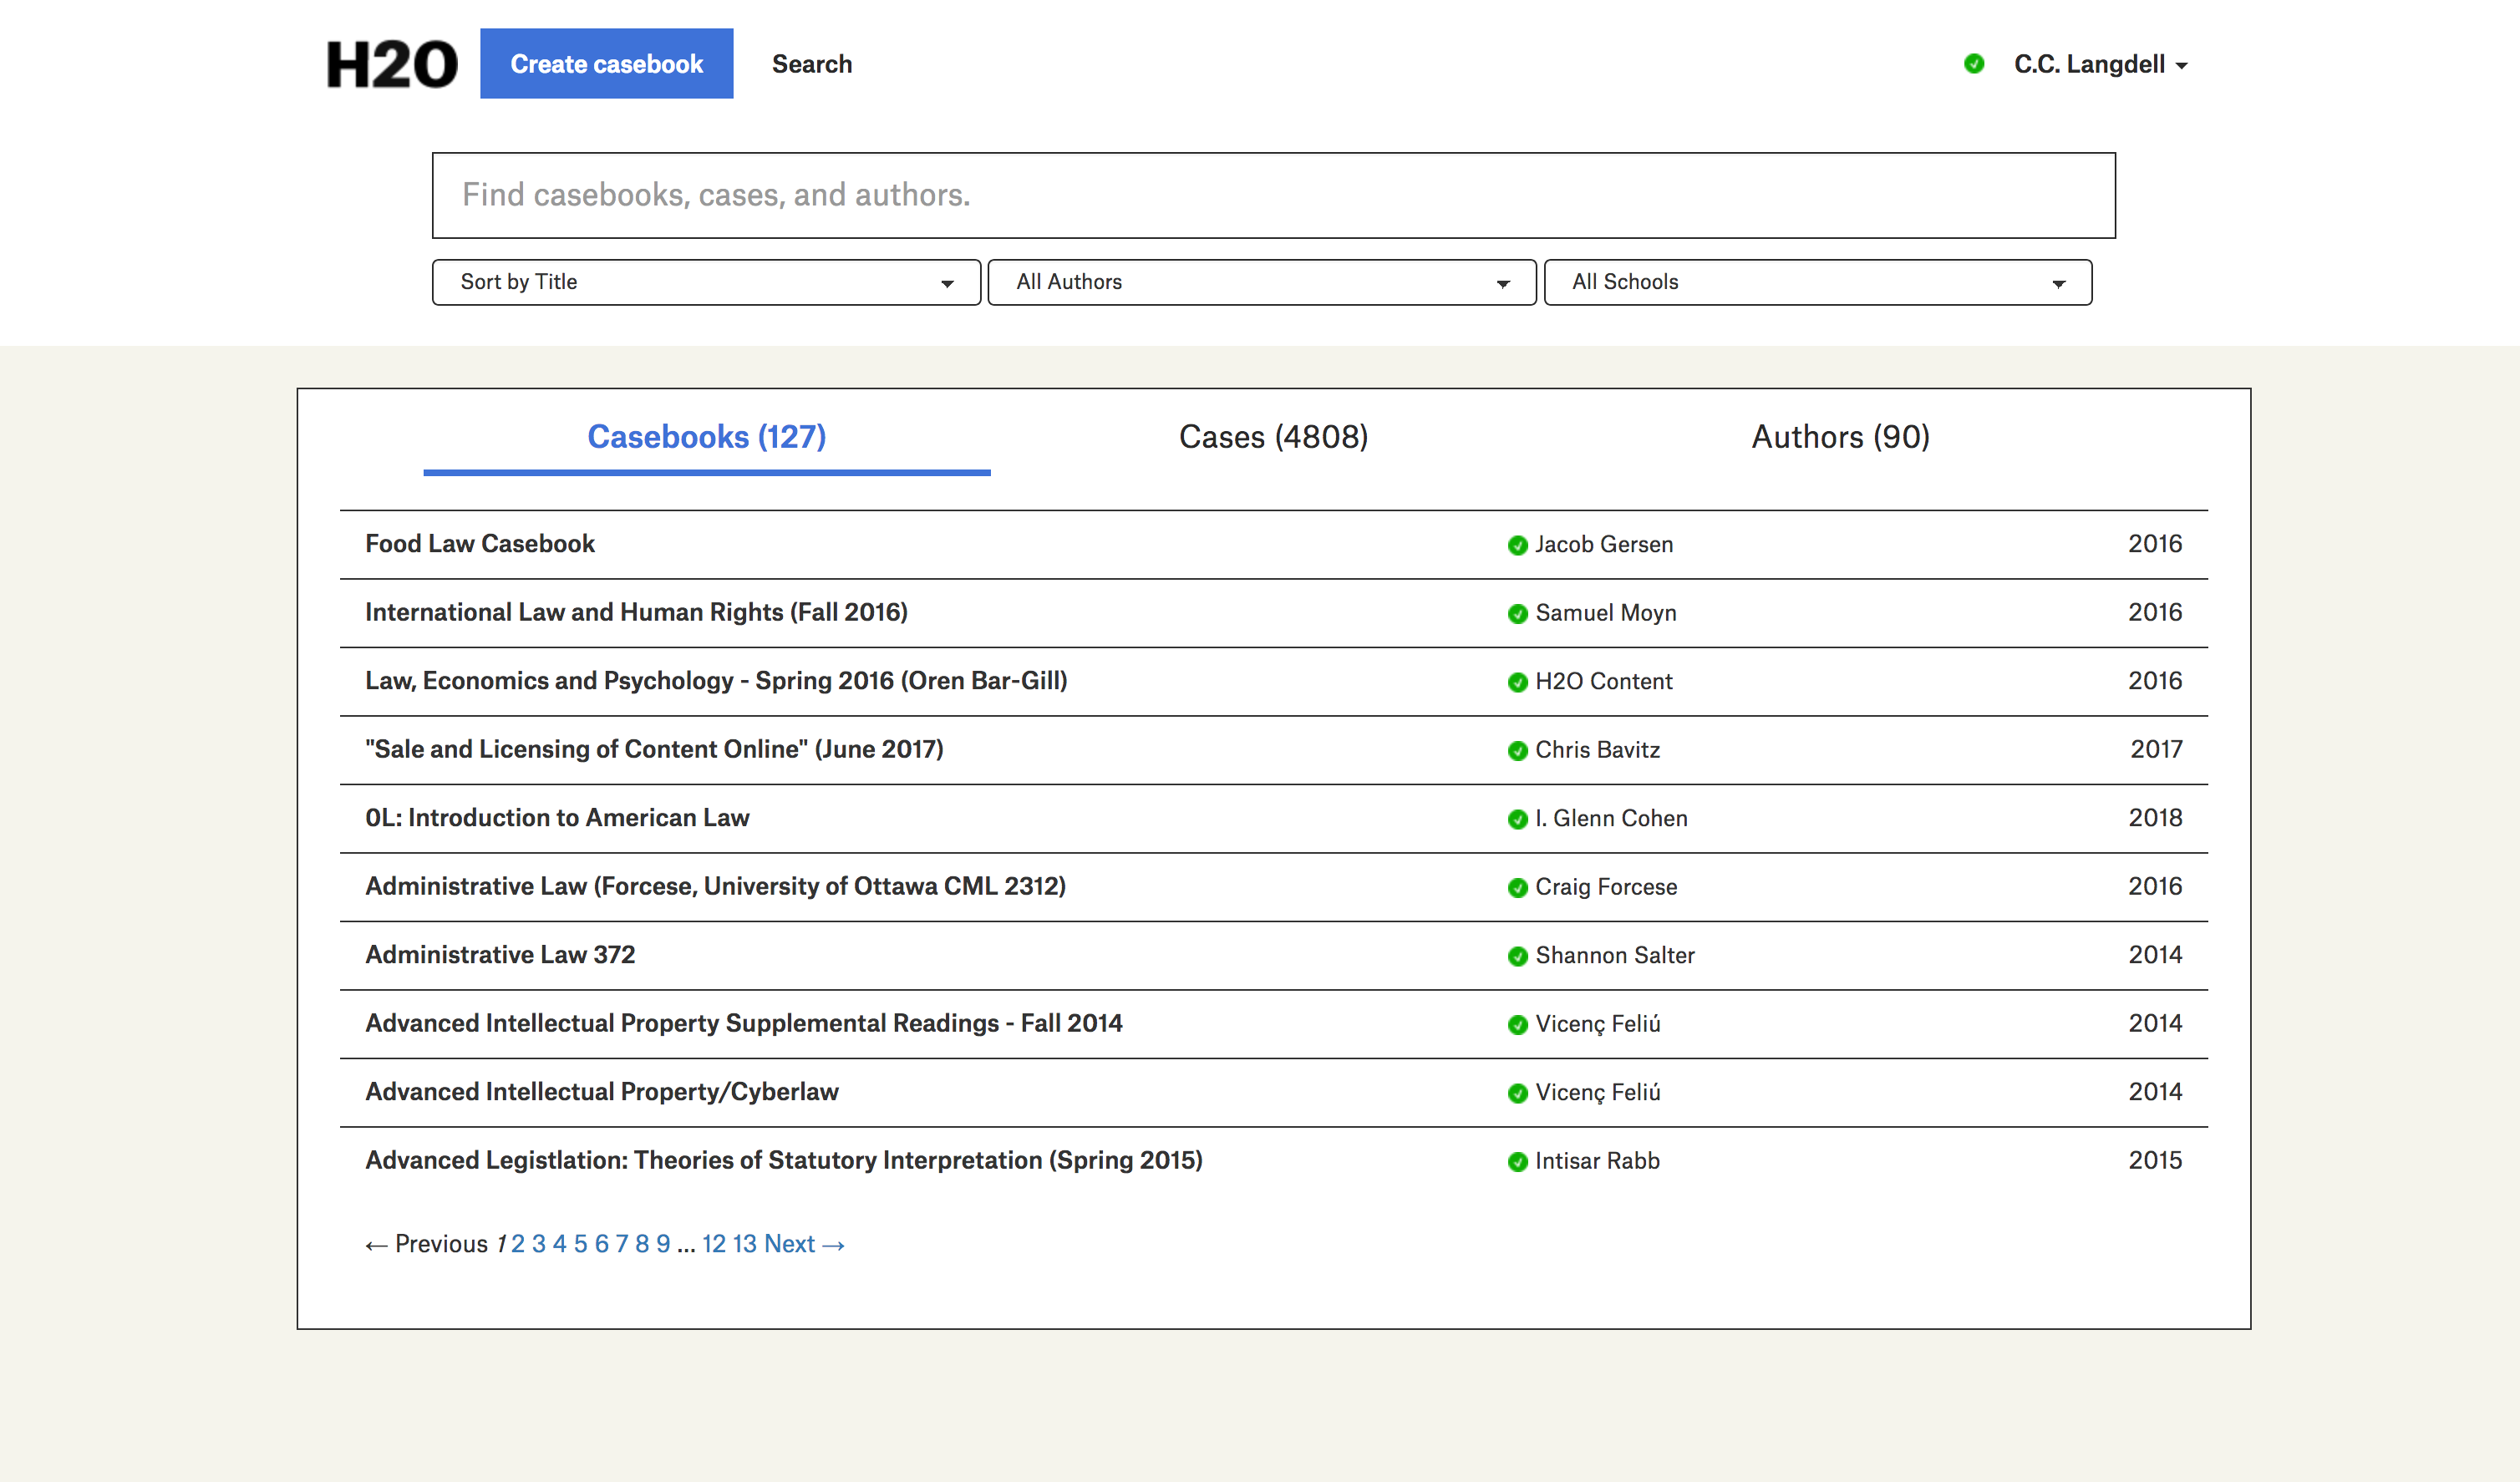 H2O Create casebook Search C.C. Langdell
Find casebooks, cases, and authors.
Sort by Title All Authors All Schools
Casebooks (127) Cases (4808) Authors (90)
Food Law Casebook Jacob Gersen 2016
International Law and Human Rights (Fall 2016) Samuel Moyn 2016
Law, Economics and Psychology - Spring 2016 (Oren Bar-Gill) H2O Content 2016
"Sale and Licensing of Content Online" (June 2017) Chris Bavitz 2017
0L: Introduction to American Law I. Glenn Cohen 2018
Administrative Law (Forcese, University of Ottawa CML 2312) Craig Forcese 2016
Administrative Law 372 Shannon Salter 2014
Advanced Intellectual Property Supplemental Readings - Fall 2014 Vicenç Feliú 2014
Advanced Intellectual Property/Cyberlaw Vicenç Feliú 2014
Advanced Legistlation: Theories of Statutory Interpretation (Spring 2015) Intisar Rabb 2015
← Previous 1 2 3 4 5 6 7 8 9 ... 12 13 Next →